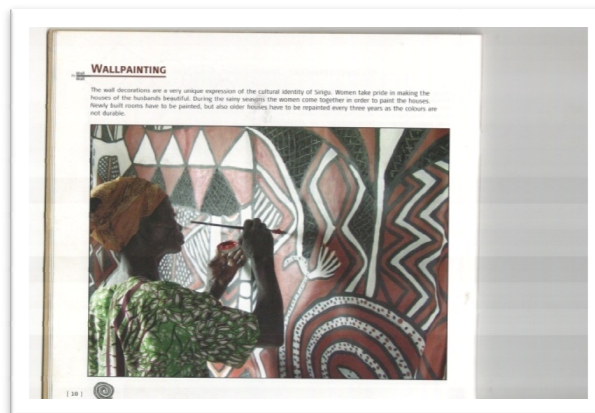 WALLPAINTING
The wall decorations are a very unique expression of the cultural identity of Sirigu. Women take pride in making the
houses of the husbands beautiful. During the rainy seasons the women come together in order to paint the houses.
Newly built rooms have to be painted, but also older houses have to be repainted every three years as the colours are
not durable.
[ 10 ]